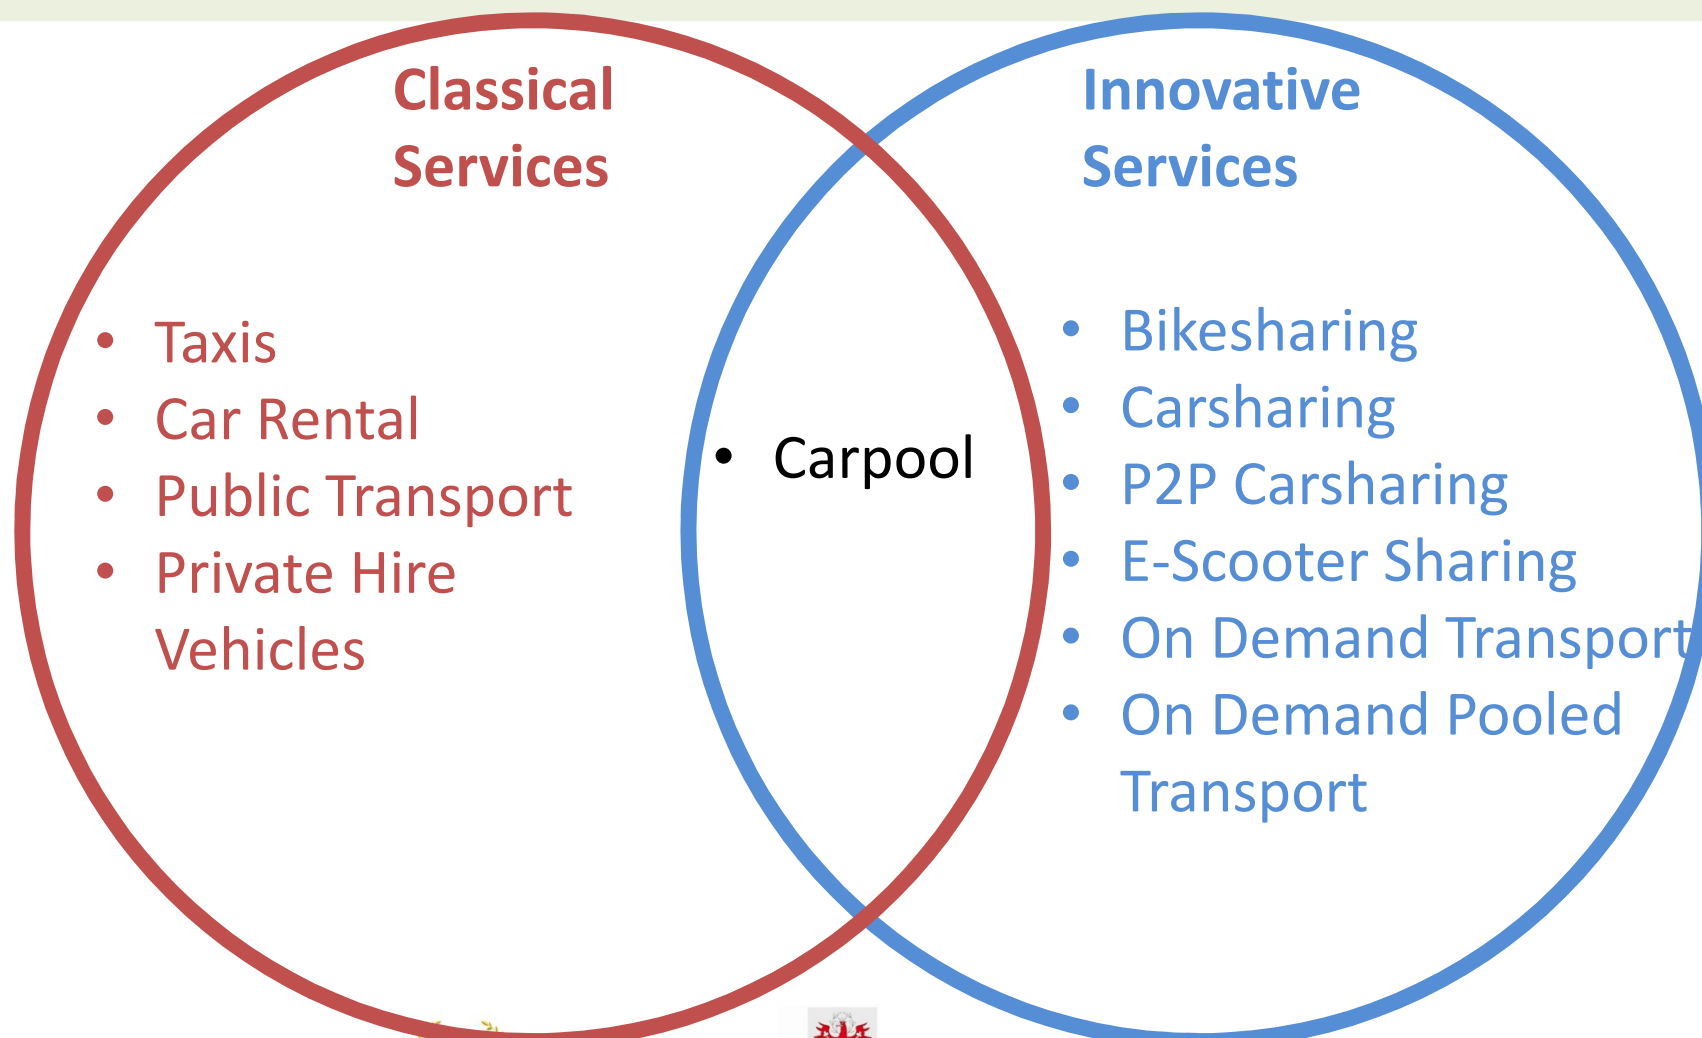 Classical
Services
• Taxis
• Car Rental
• Public Transport
• Private Hire
Vehicles
• Carpool
Innovative
Services
• Bikesharing
• Carsharing
• P2P Carsharing
• E-Scooter Sharing
• On Demand Transport
• On Demand Pooled
Transport